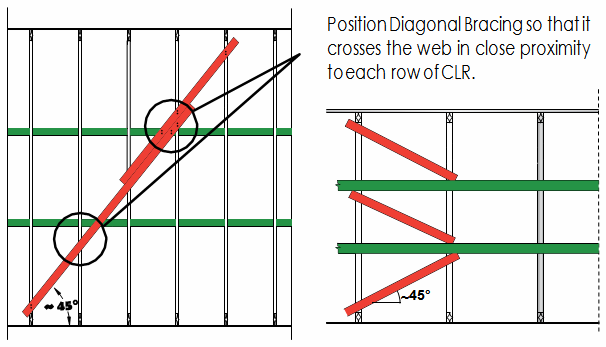 Position Diagonal Bracing so that it
crosses the web in close proximity
to each row of CLR.
≈ 45°
~45°